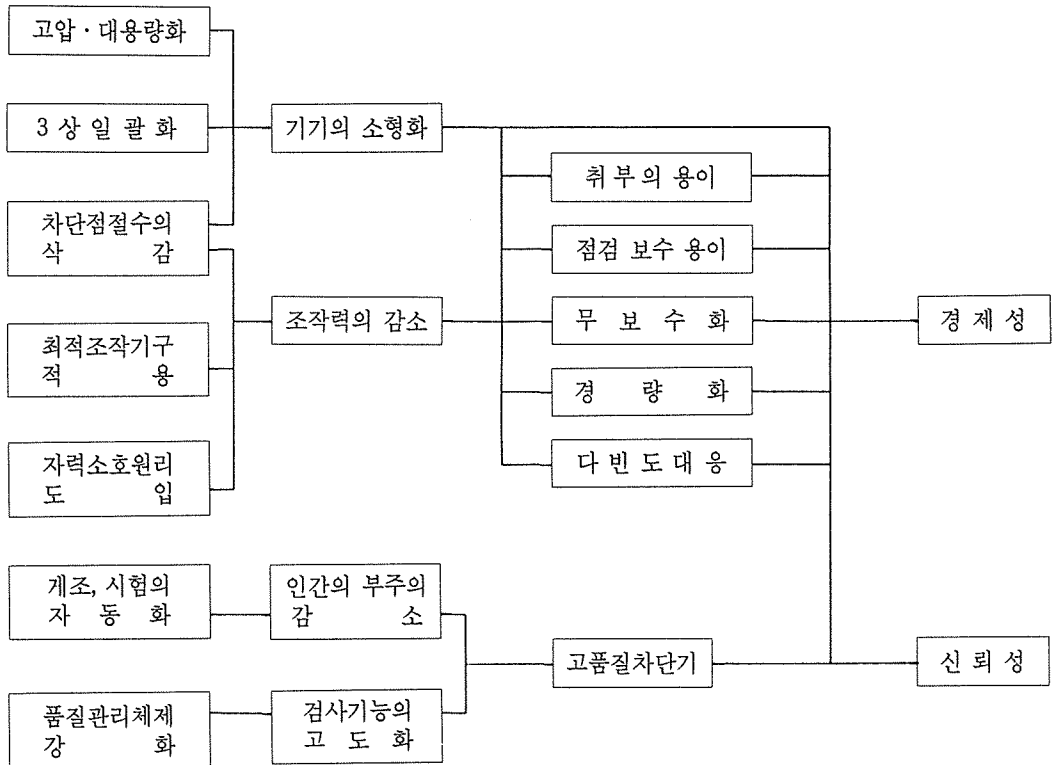 고압·대용량화
3 상 일 괄 화
기기의 소형화
취 부 의 용 이
차단점절수의
삭 감
점검 보수 용이
조작력의 감소
무 보 수 화
경 제 성
최적조작기구
적 용
경 량 화
다 빈 도 대 응
자력소호원리
도 입
게조, 시험의
자 동 화
인간의 부주의
감 소
고품질차단기
신 뢰 성
품질관리체제
강 화
검사기능의
고 도 화